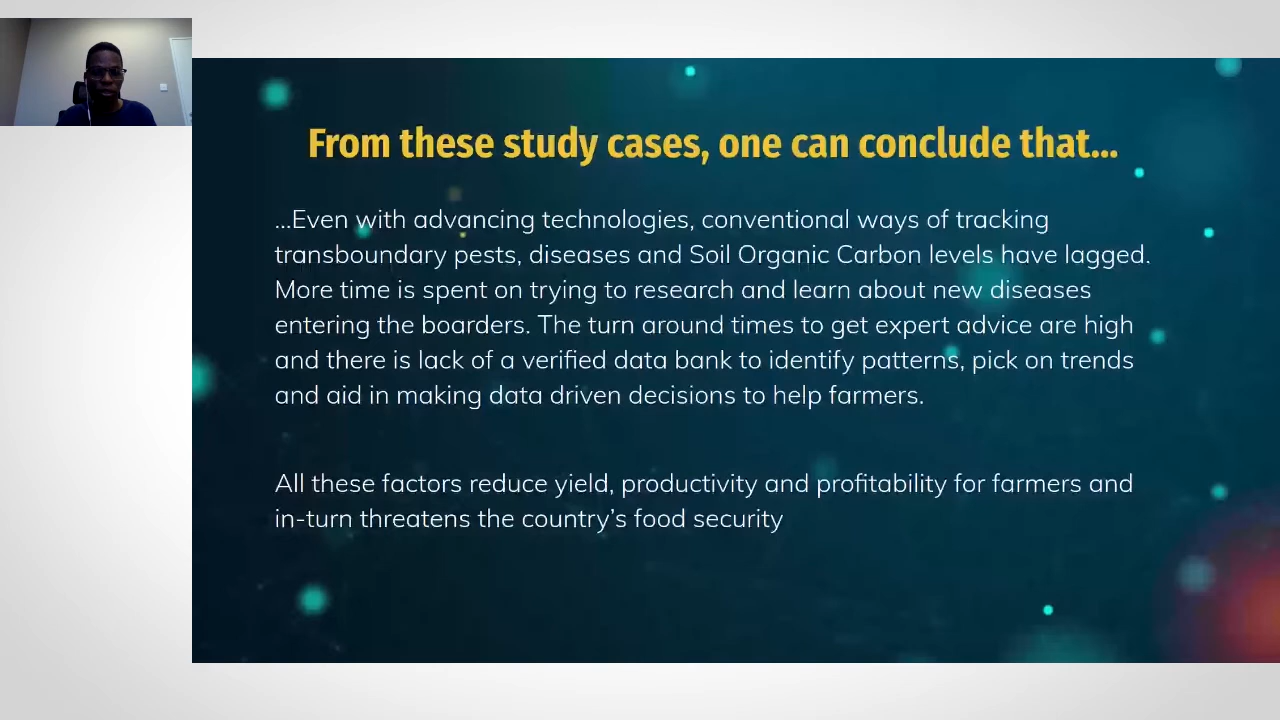 From these study cases, one can conclude that...
...Even with advancing technologies, conventional ways of tracking
transboundary pests, diseases and Soil Organic Carbon levels have lagged.
More time is spent on trying to research and learn about new diseases
entering the boarders. The turn around times to get expert advice are high
and there is lack of a verified data bank to identify patterns, pick on trends
and aid in making data driven decisions to help farmers.
All these factors reduce yield, productivity and profitability for farmers and
in-turn threatens the country's food security